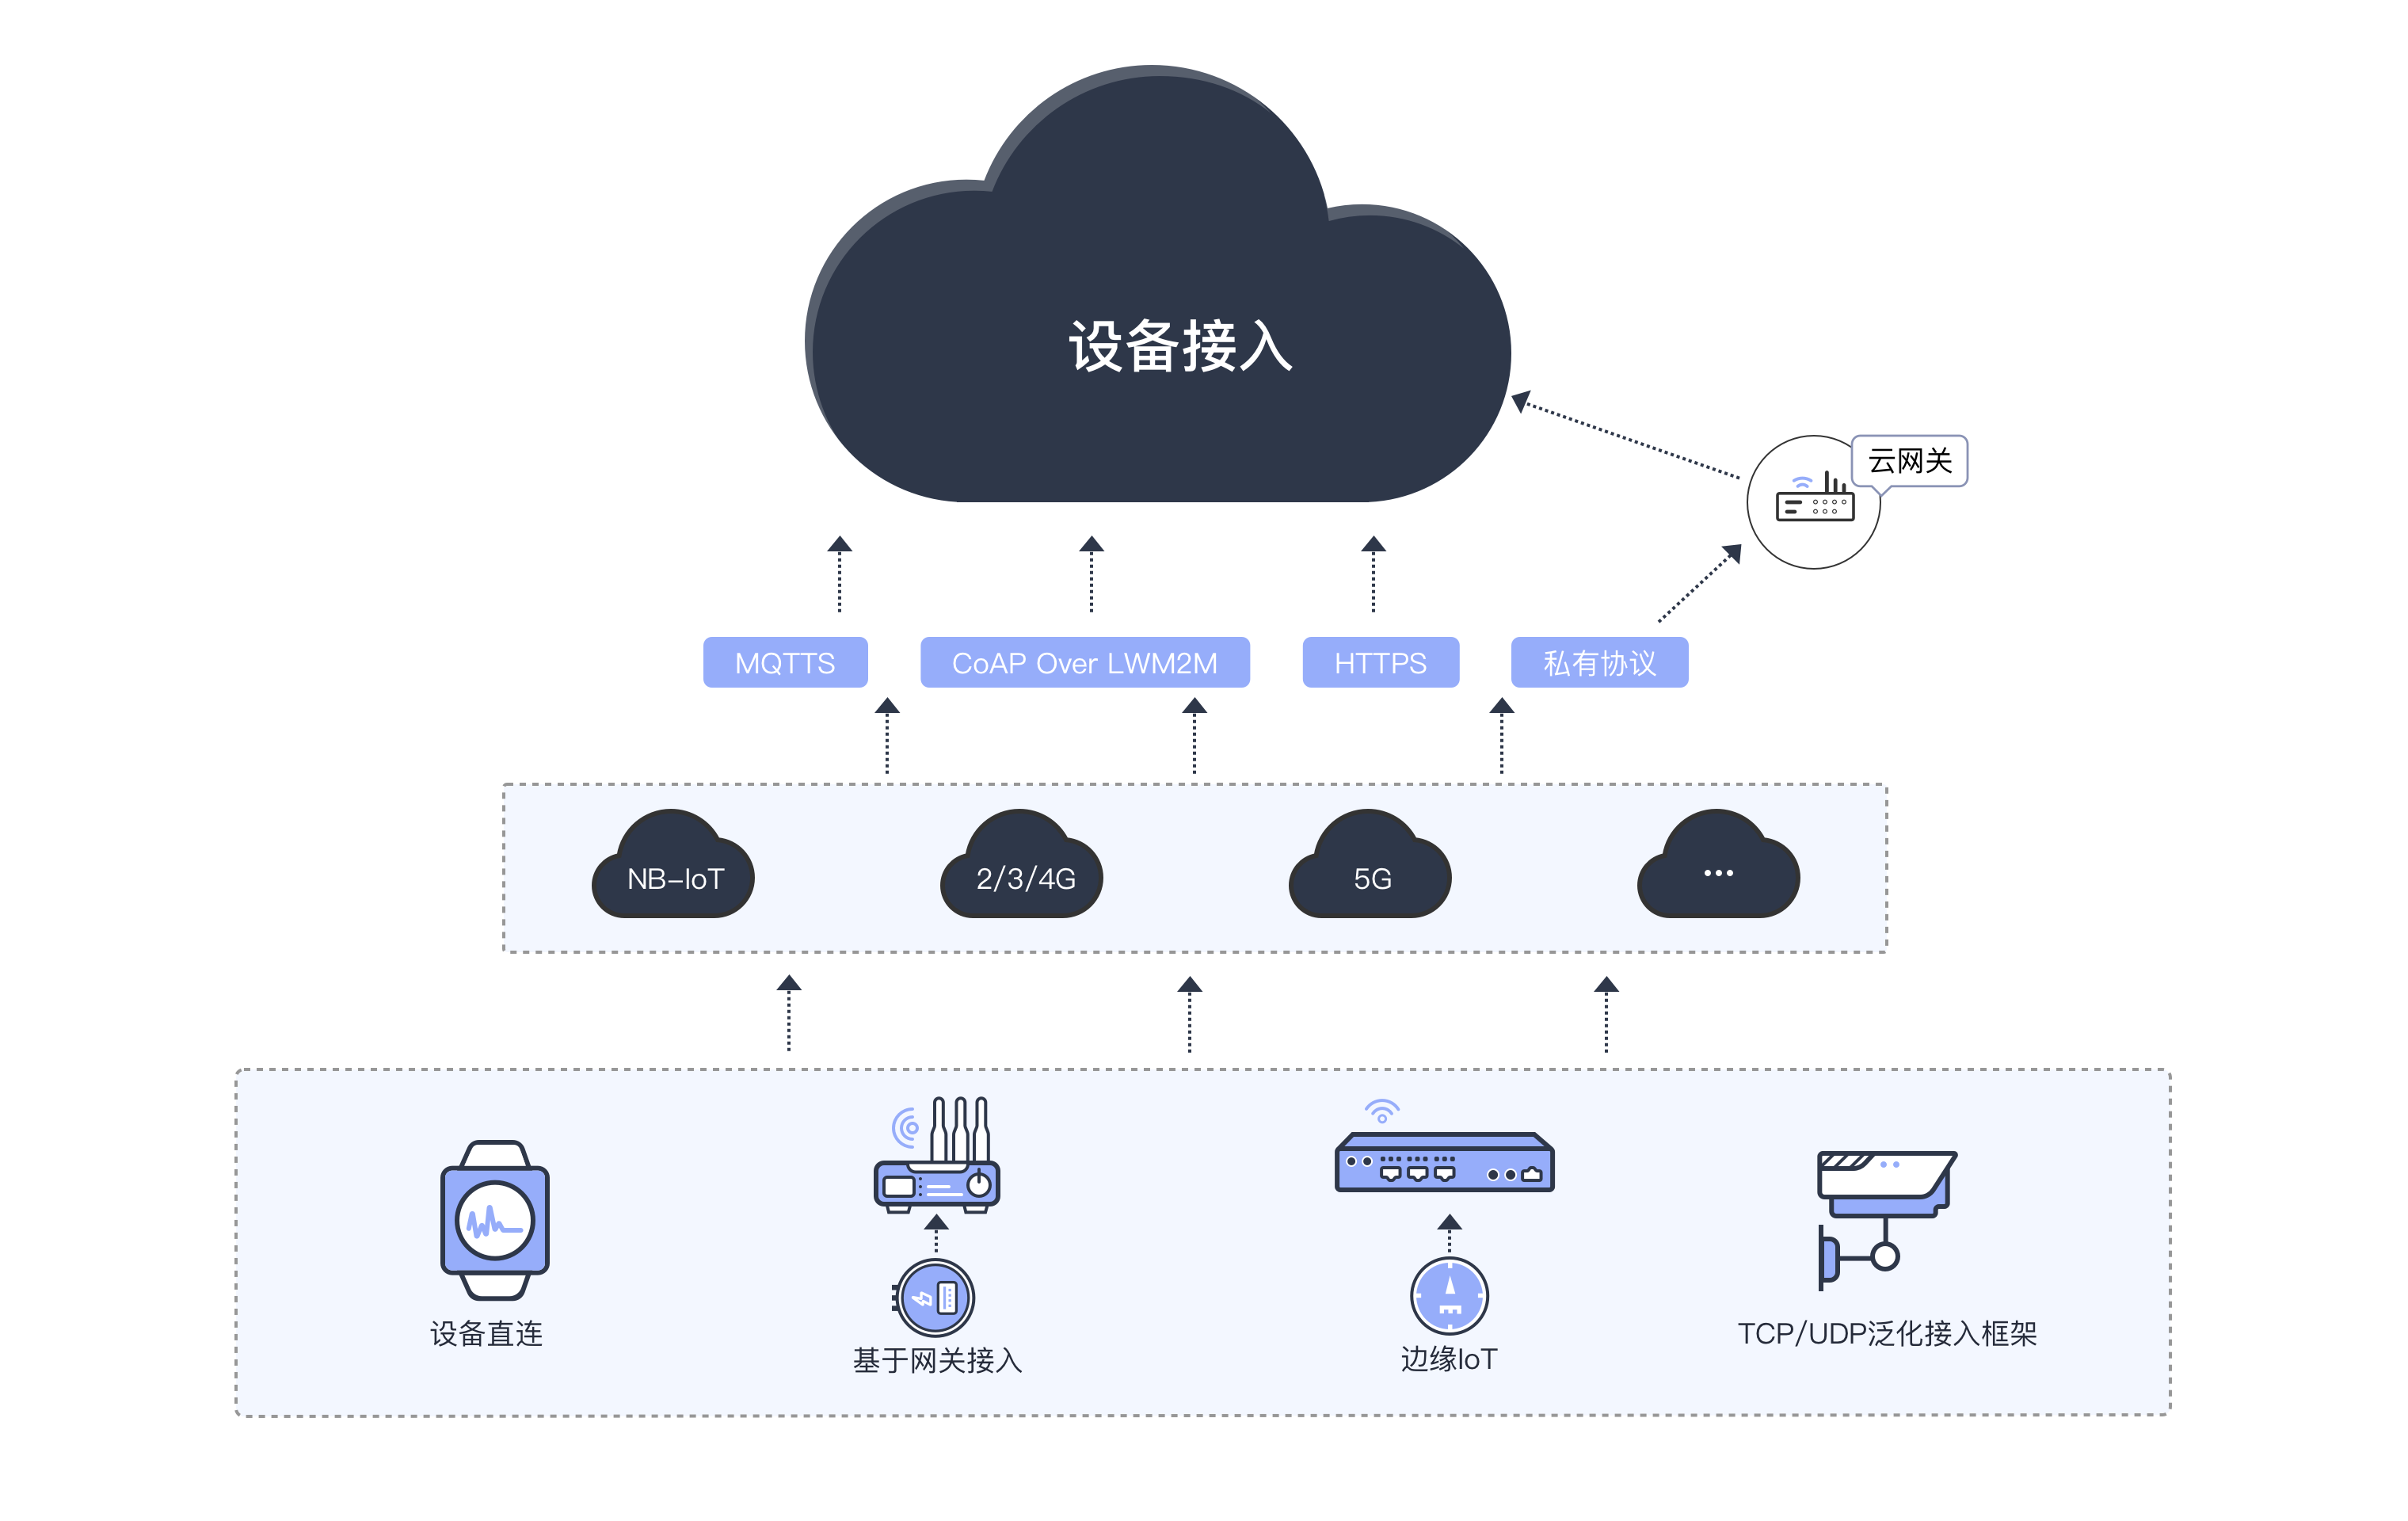 设备接入
云网关
MQTTS
CoAP Over LWM2M
HTTPS
私有协议
NB-IoT
2/3/4G
5G
•••
设备直连
基于网关接入
边缘IoT
TCP/UDP泛化接入框架